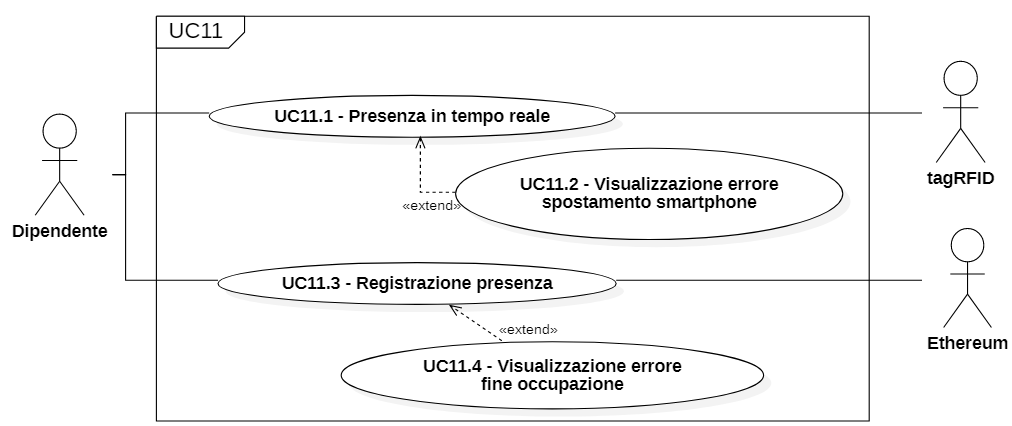 UC11
UC11.1 - Presenza in tempo reale
tagRFID
UC11.2 - Visualizzazione errore
spostamento smartphone
«extend»
Dipendente
UC11.3 - Registrazione presenza
«extend»
Ethereum
UC11.4 - Visualizzazione errore
fine occupazione